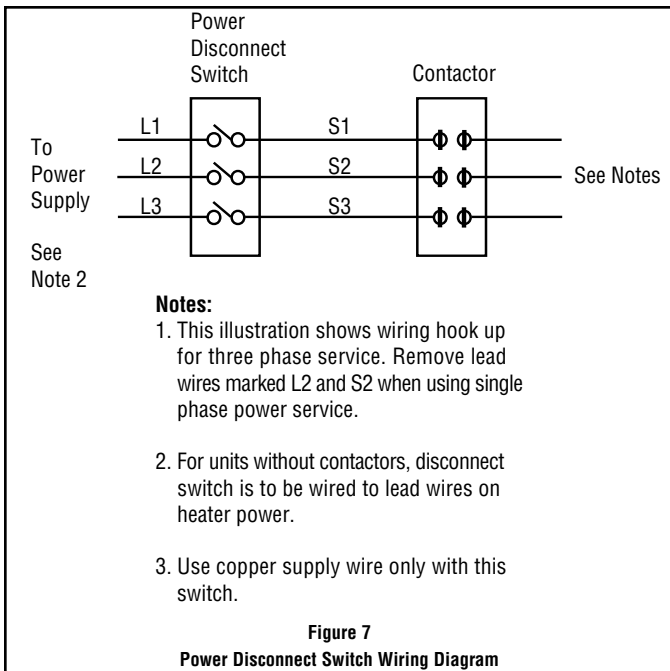 Power
Disconnect
Switch
Contactor
To
Power
Supply
See
Note 2
L1
L2
L3
S1
S2
S3
See Notes
Notes:
1. This illustration shows wiring hook up
for three phase service. Remove lead
wires marked L2 and S2 when using single
phase power service.
2. For units without contactors, disconnect
switch is to be wired to lead wires on
heater power.
3. Use copper supply wire only with this
switch.
Figure 7
Power Disconnect Switch Wiring Diagram